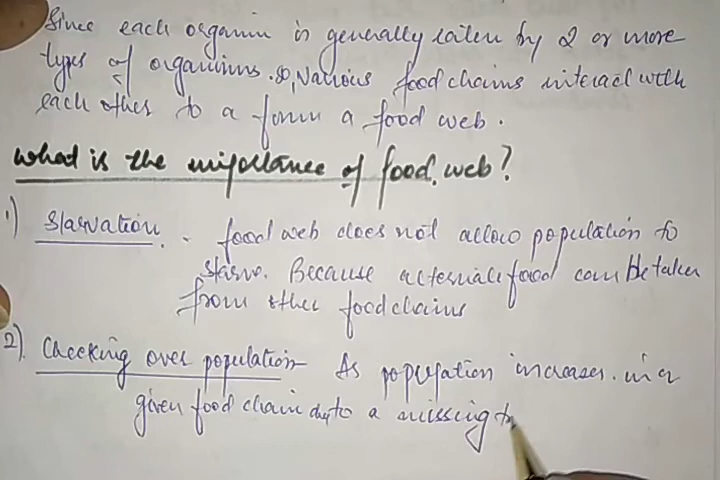 Since each organism is generally eaten by 2 or more
types of organisms. so, various food chains interact with
each other to a form a food web.
what is the importance of food web?
1) Starvation - food web does not allow population to
starve. Because alternate food can be taken
from other food chains
2) Checking over population As population increases in a
given food chain due to a missing